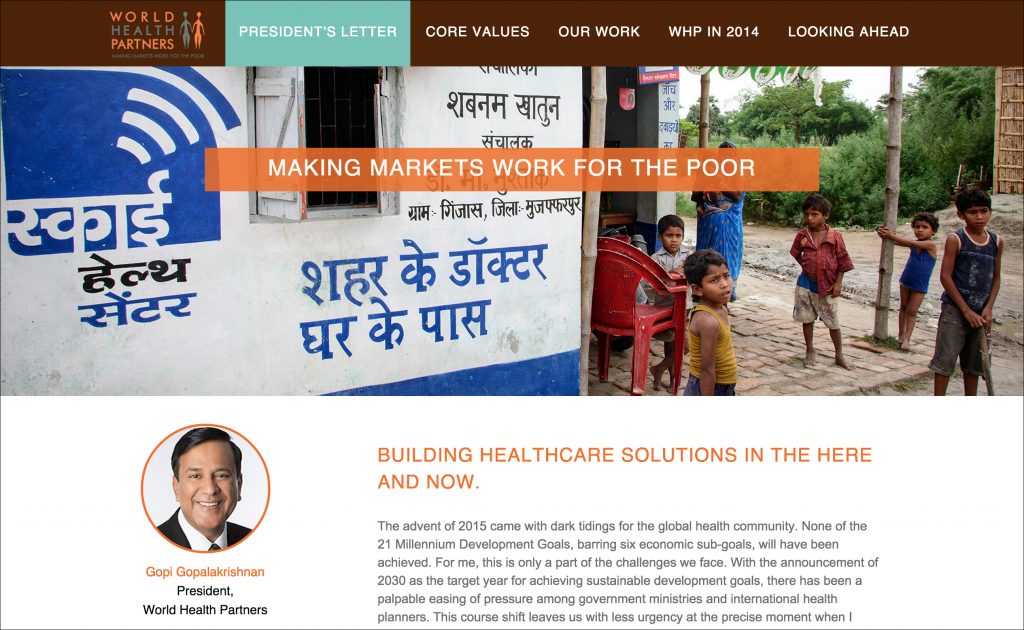 WORLD
HEALTH
PARTNERS
MAKING MARKETS WORK FOR THE POOR
PRESIDENT'S LETTER
CORE VALUES
OUR WORK
WHP IN 2014
LOOKING AHEAD
संचालिका
शबनम खातुन
संचालक
डा. मो. मुस्ताक
ग्राम:- गिंजास, जिला:- मुजफ्फरपुर
स्काई
हेल्थ
सेंटर
शहर के डॉक्टर
घर के पास
जाँच
और
MAKING MARKETS WORK FOR THE POOR
Gopi Gopalakrishnan
President,
World Health Partners
BUILDING HEALTHCARE SOLUTIONS IN THE HERE
AND NOW.
The advent of 2015 came with dark tidings for the global health community. None of the
21 Millennium Development Goals, barring six economic sub-goals, will have been
achieved. For me, this is only a part of the challenges we face. With the announcement of
2030 as the target year for achieving sustainable development goals, there has been a
palpable easing of pressure among government ministries and international health
planners. This course shift leaves us with less urgency at the precise moment when I